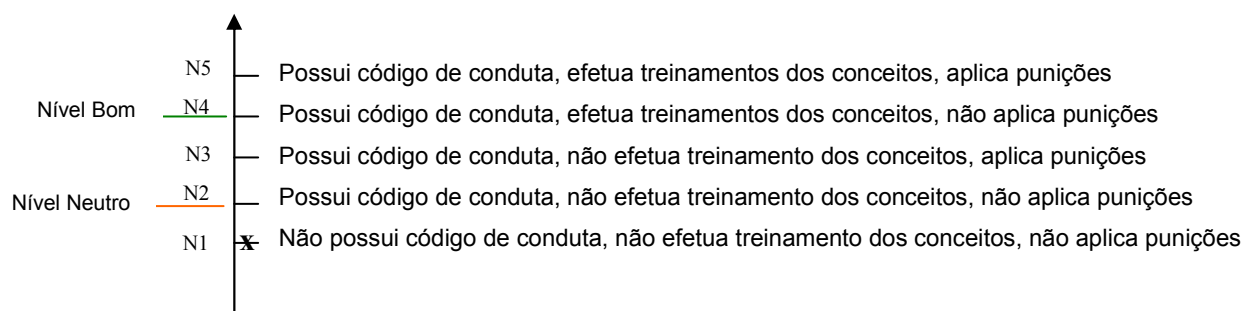 N5 Possui código de conduta, efetua treinamentos dos conceitos, aplica punições
Nível Bom N4 Possui código de conduta, efetua treinamentos dos conceitos, não aplica punições
N3 Possui código de conduta, não efetua treinamento dos conceitos, aplica punições
Nível Neutro N2 Possui código de conduta, não efetua treinamento dos conceitos, não aplica punições
N1 x Não possui código de conduta, não efetua treinamento dos conceitos, não aplica punições